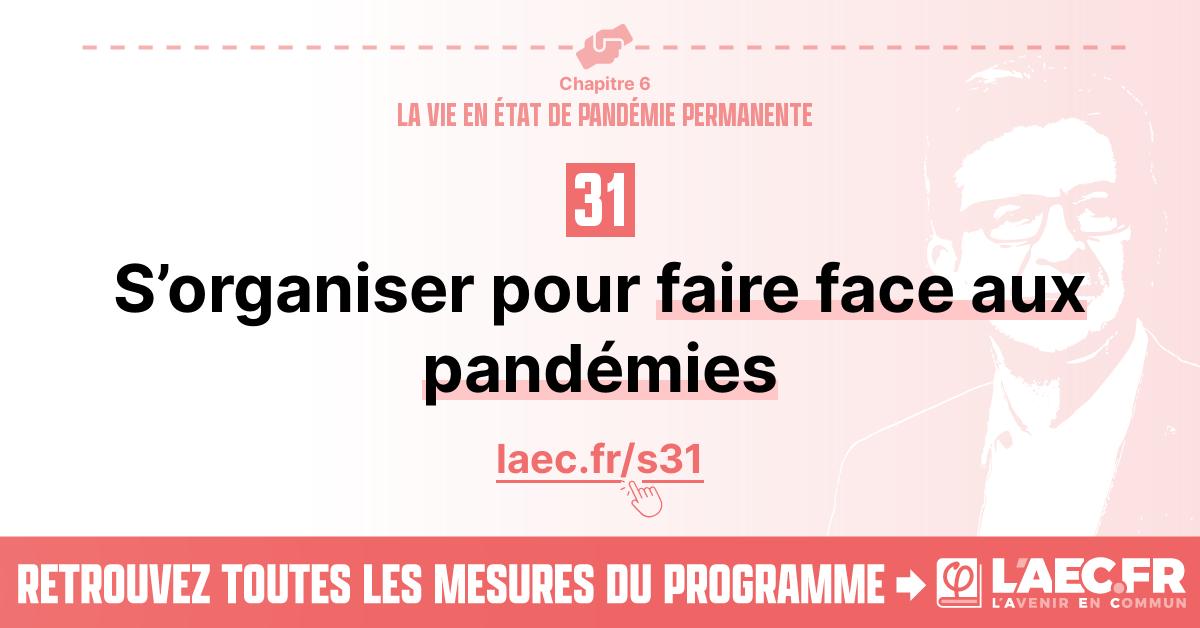 Chapitre 6
LA VIE EN ÉTAT DE PANDÉMIE PERMANENTE
31
S’organiser pour faire face aux
pandémies
laec.fr/s31
RETROUVEZ TOUTES LES MESURES DU PROGRAMME
L'AEC.FR
L'AVENIR EN COMMUN